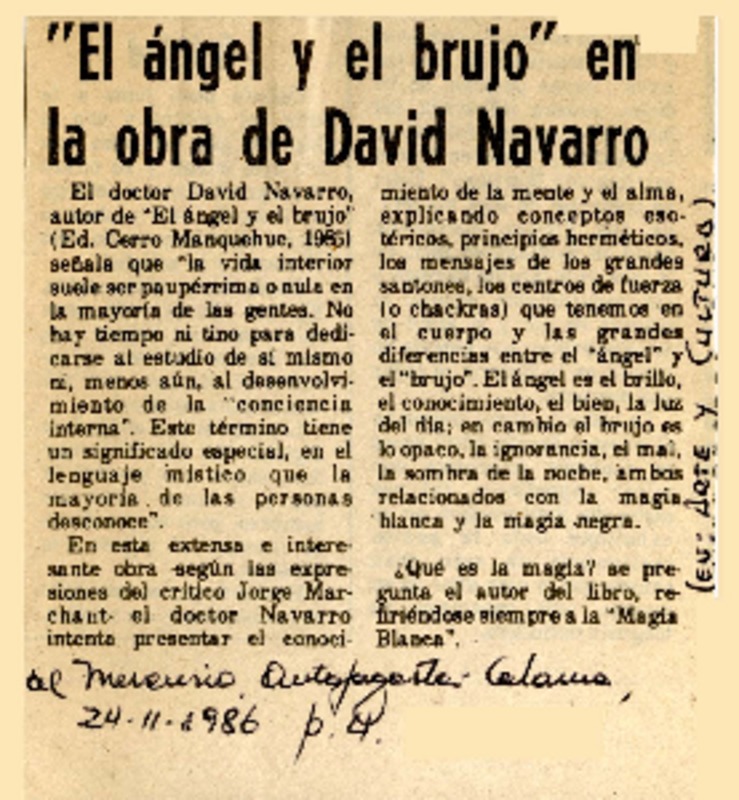 "El ángel y el brujo" en
la obra de David Navarro
El doctor David Navarro,
autor de "El ángel y el brujo"
(Ed. Cerro Manquehue, 1986)
señala que "la vida interior
suele ser paupérrima o nula en
la mayoría de las gentes. No
hay tiempo ni tino para dedi-
carse al estudio de sí mismo
ni, menos aún, al desenvolvi-
miento de la "conciencia
interna". Este término tiene
un significado especial, en el
lenguaje místico que la
mayoría de las personas
desconoce".
En esta extensa e intere-
sante obra -según las expre-
siones del crítico Jorge Mar-
chant- el doctor Navarro
intenta presentar el conoci-
miento de la mente y el alma,
explicando conceptos eso-
téricos, principios herméticos,
los mensajes de los grandes
santones, los centros de fuerza
(o chackras) que tenemos en
el cuerpo y las grandes
diferencias entre el "ángel" y
el "brujo". El ángel es el brillo,
el conocimiento, el bien, la luz
del día; en cambio el brujo es
lo opaco, la ignorancia, el mal,
la sombra de la noche, ambos
relacionados con la magia
blanca y la magia negra.
¿Qué es la magia? se pre-
gunta el autor del libro, re-
firiéndose siempre a la "Magia
Blanca".
(EN: ARTE Y CULTURA)
el Mercurio, Antofagasta-Calama,
24-11-1986 p. 4.